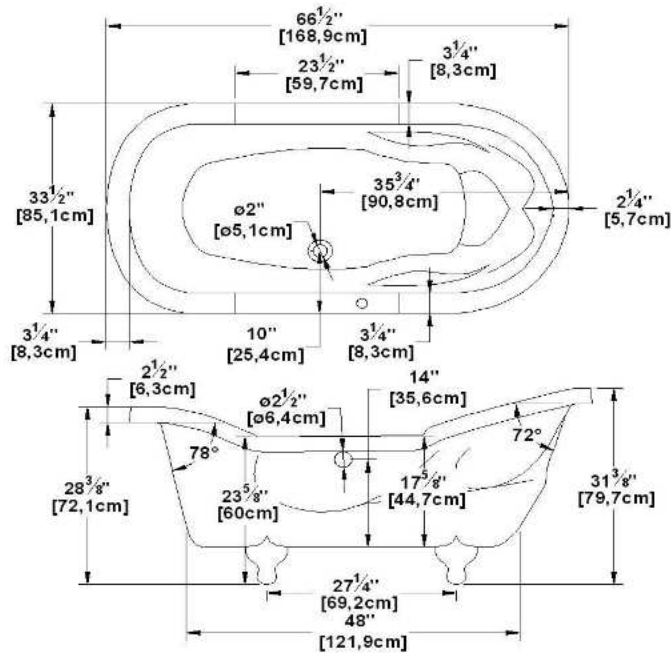 66½"
[168,9cm]
23½"
[59,7cm]
3¼"
[8,3cm]
33½"
[85,1cm]
35¾"
[90,8cm]
2¼"
[5,7cm]
ø2"
[ø5,1cm]
3¼"
[8,3cm]
10"
[25,4cm]
3¼"
[8,3cm]
2½"
[6,3cm]
ø2½"
[ø6,4cm]
14"
[35,6cm]
78°
72°
28⅜"
[72,1cm]
23⅝"
[60cm]
17⅝"
[44,7cm]
31⅜"
[79,7cm]
27¼"
[69,2cm]
48"
[121,9cm]